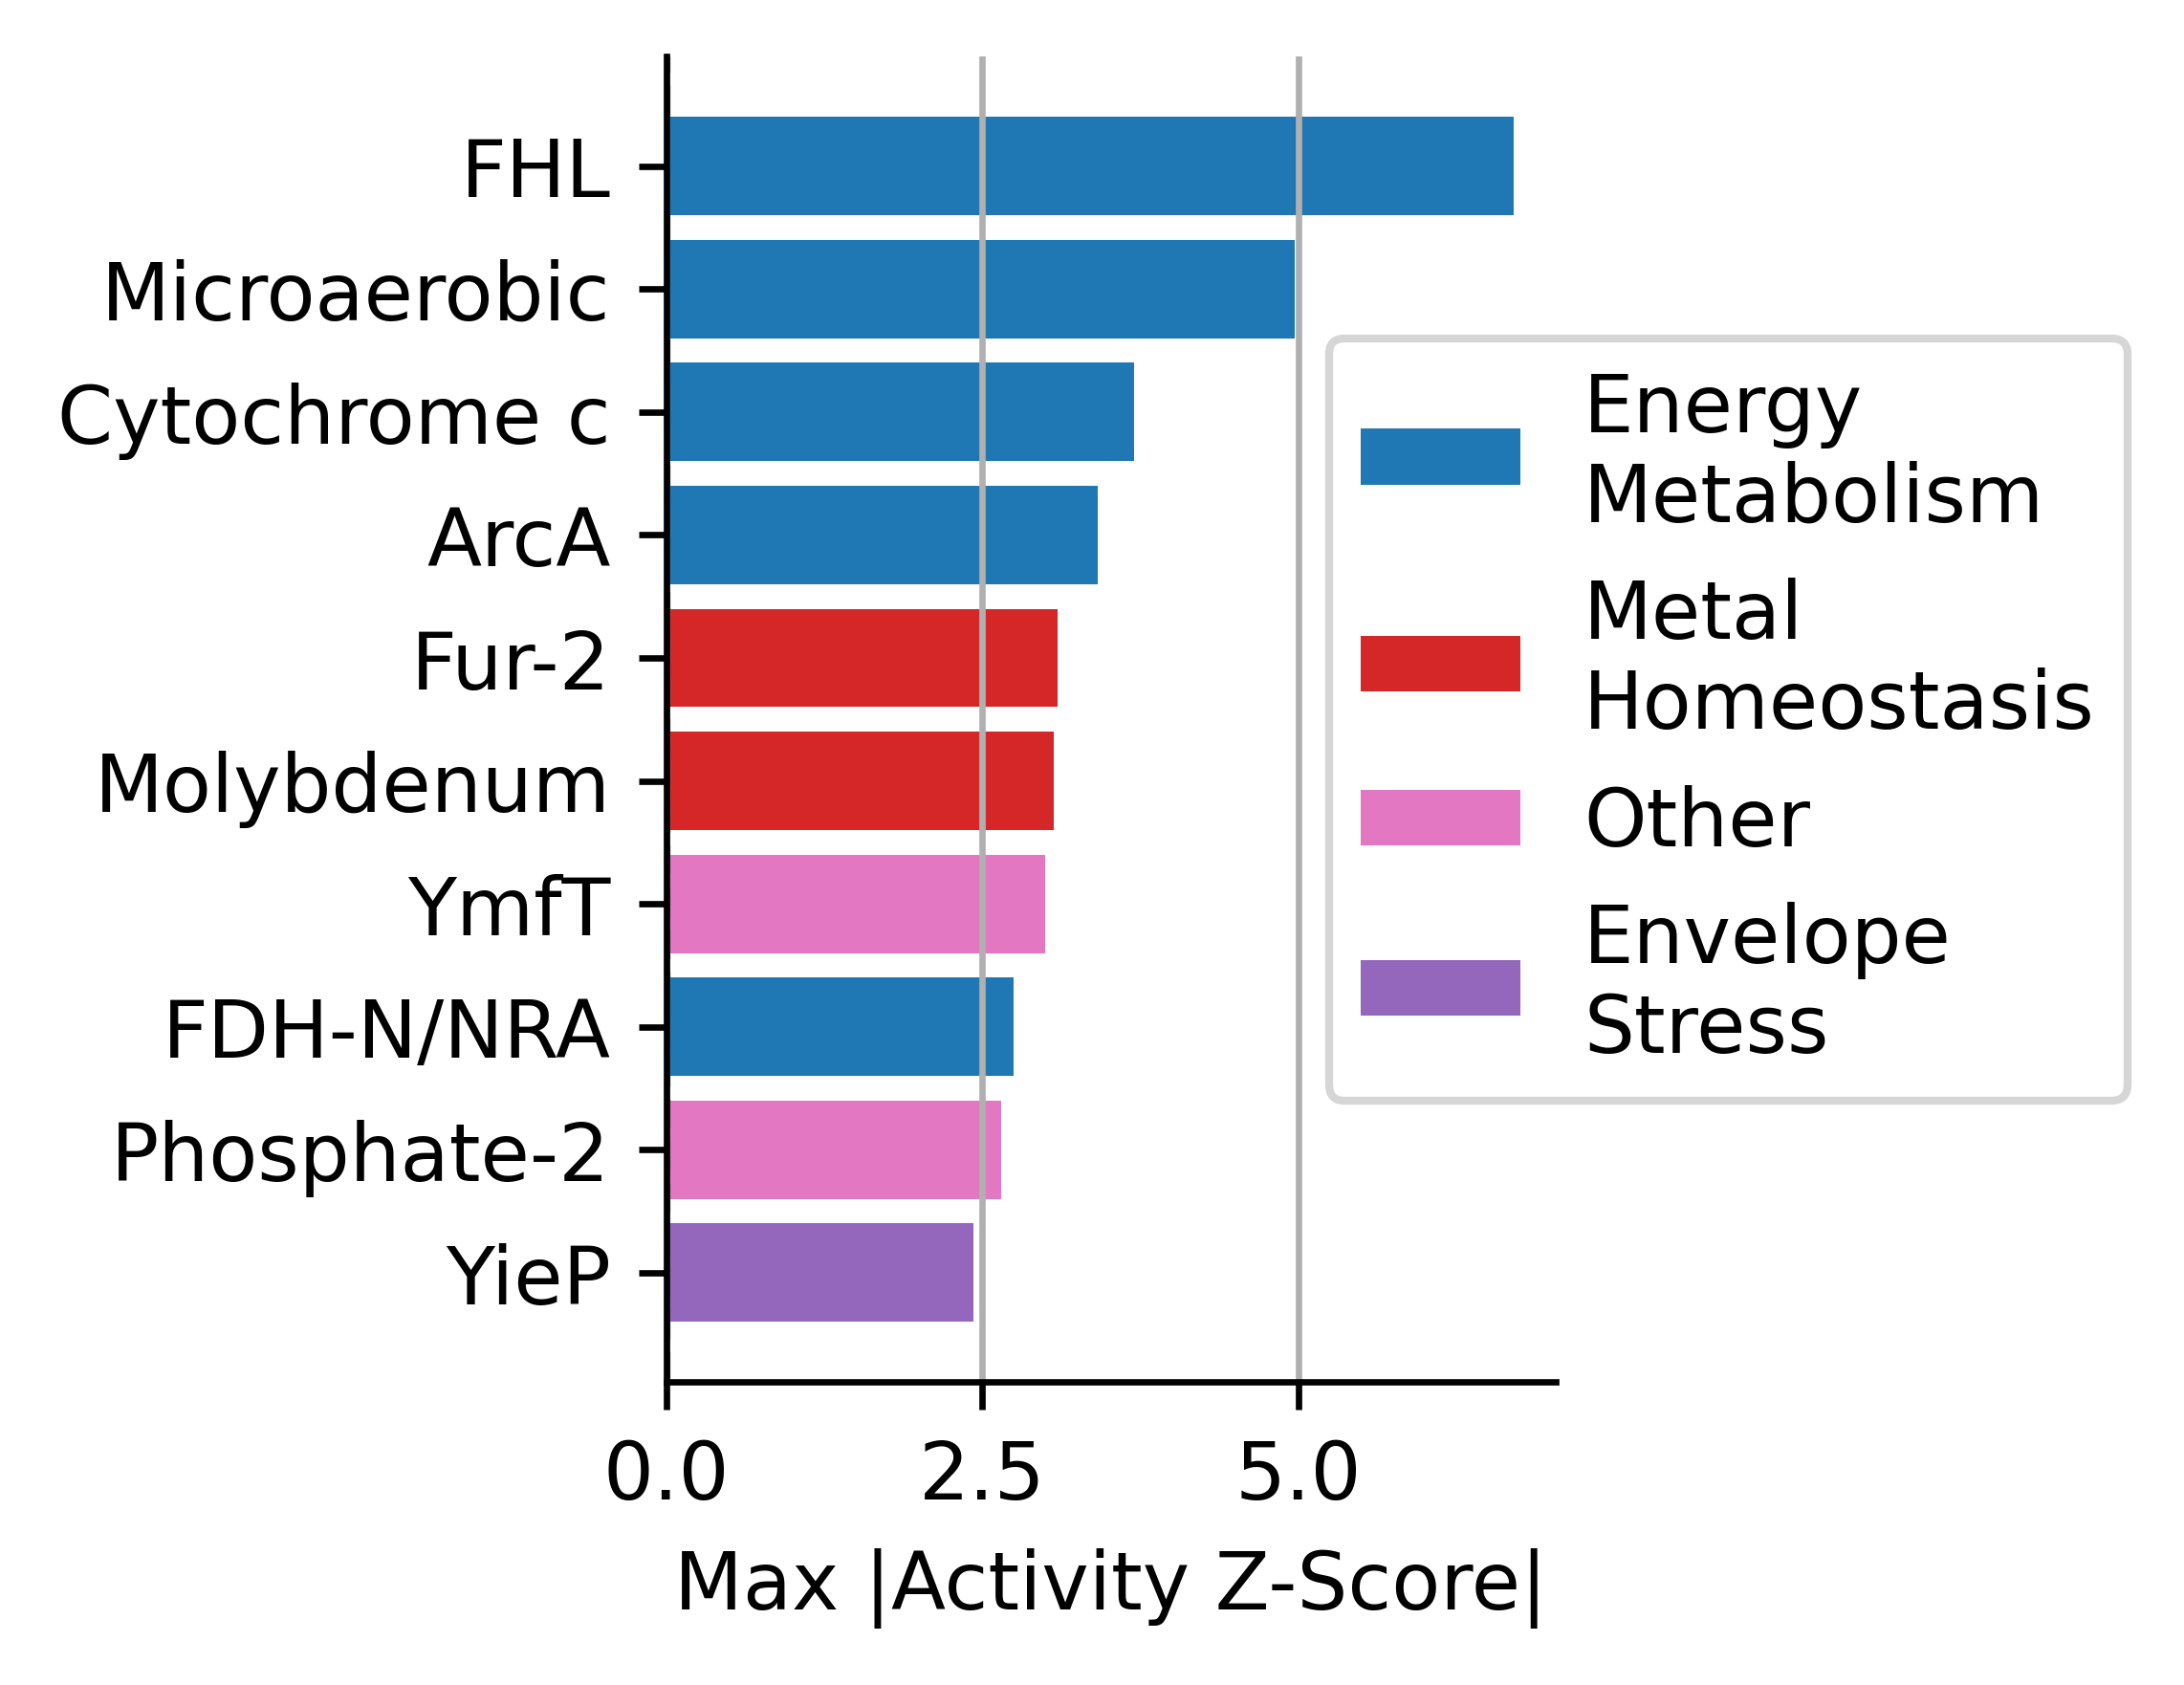 FHL
Microaerobic
Cytochrome c
ArcA
Fur-2
Molybdenum
YmfT
FDH-N/NRA
Phosphate-2
YieP
0.0 2.5 5.0
Max |Activity Z-Score|
Energy
Metabolism
Metal
Homeostasis
Other
Envelope
Stress